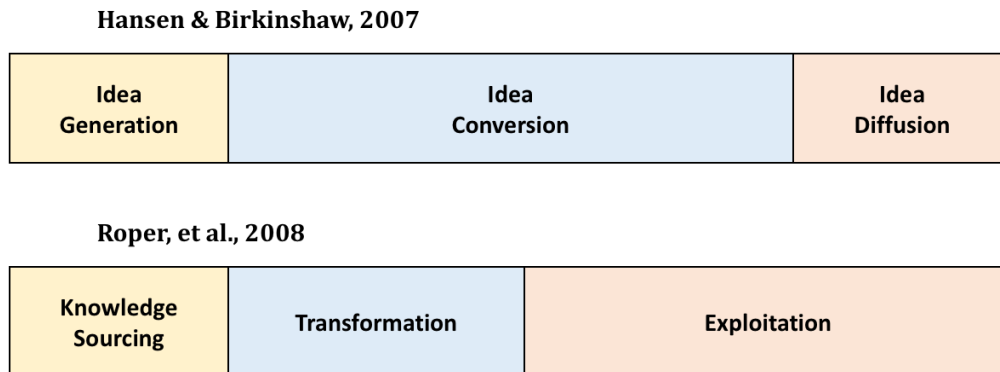 Hansen & Birkinshaw, 2007
Idea
Generation
Idea
Conversion
Idea
Diffusion
Roper, et al., 2008
Knowledge
Sourcing
Transformation
Exploitation